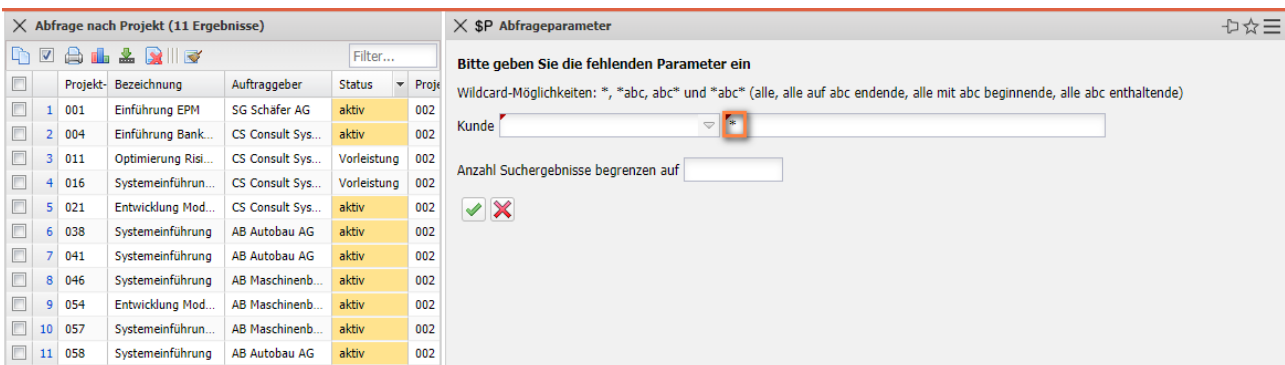 Abfrage nach Projekt (11 Ergebnisse)
Filter...
Projekt- Bezeichnung Auftraggeber Status Proje
1 001 Einführung EPM SG Schäfer AG aktiv 002
2 004 Einführung Bank... CS Consult Sys... aktiv 002
3 011 Optimierung Risi... CS Consult Sys... Vorleistung 002
4 016 Systemeinführun... CS Consult Sys... Vorleistung 002
5 021 Entwicklung Mod... CS Consult Sys... aktiv 002
6 038 Systemeinführung AB Autobau AG aktiv 002
7 041 Systemeinführung AB Autobau AG aktiv 002
8 046 Systemeinführung AB Maschinenb... aktiv 002
9 054 Entwicklung Mod... AB Maschinenb... aktiv 002
10 057 Systemeinführun... AB Maschinenb... aktiv 002
11 058 Systemeinführung AB Autobau AG aktiv 002
$P Abfrageparameter
Bitte geben Sie die fehlenden Parameter ein
Wildcard-Möglichkeiten: *, *abc, abc* und *abc* (alle, alle auf abc endende, alle mit abc beginnende, alle abc enthaltende)
Kunde *
Anzahl Suchergebnisse begrenzen auf